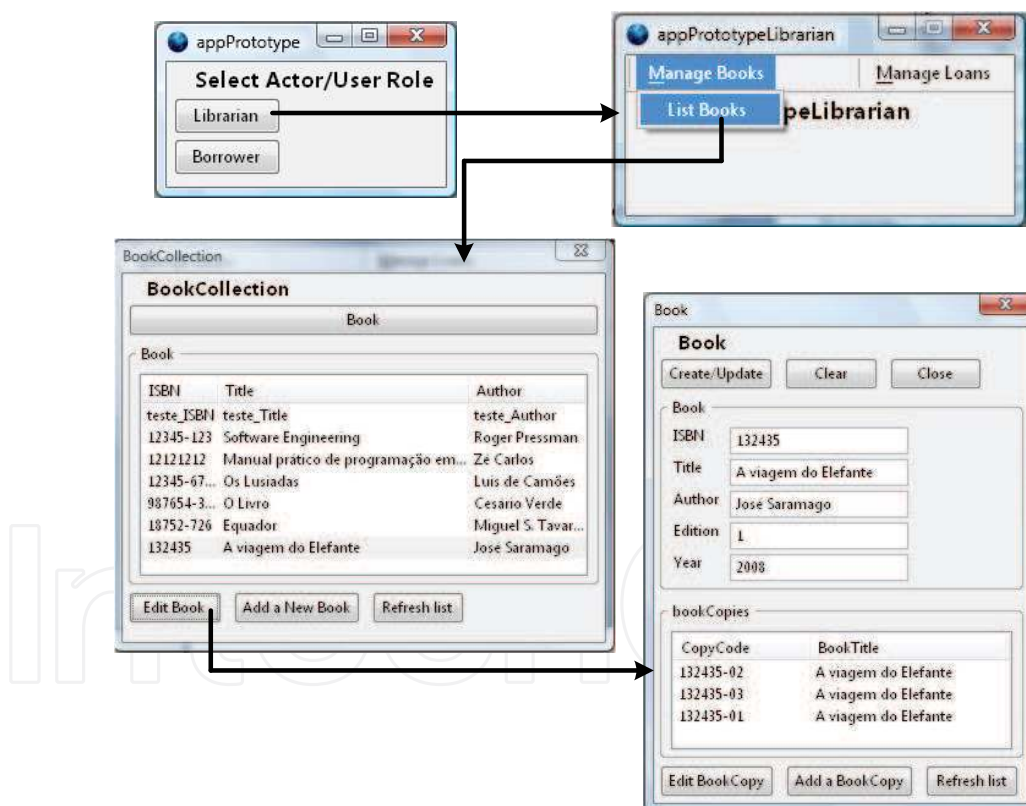 appPrototype
Select Actor/User Role
Librarian
Borrower
appPrototypeLibrarian
Manage Books
Manage Loans
List Books
peLibrarian
BookCollection
BookCollection
Book
Book
ISBN Title Author
teste_ISBN teste_Title teste_Author
12345-123 Software Engineering Roger Pressman
12121212 Manual prático de programação em... Zé Carlos
12345-67... Os Lusiadas Luis de Camões
987654-3... O Livro Cesario Verde
18752-726 Equador Miguel S. Tavar...
132435 A viagem do Elefante José Saramago
Edit Book Add a New Book Refresh list
Book
Book
Create/Update Clear Close
Book
ISBN 132435
Title A viagem do Elefante
Author José Saramago
Edition 1
Year 2008
bookCopies
CopyCode BookTitle
132435-02 A viagem do Elefante
132435-03 A viagem do Elefante
132435-01 A viagem do Elefante
Edit BookCopy Add a BookCopy Refresh list